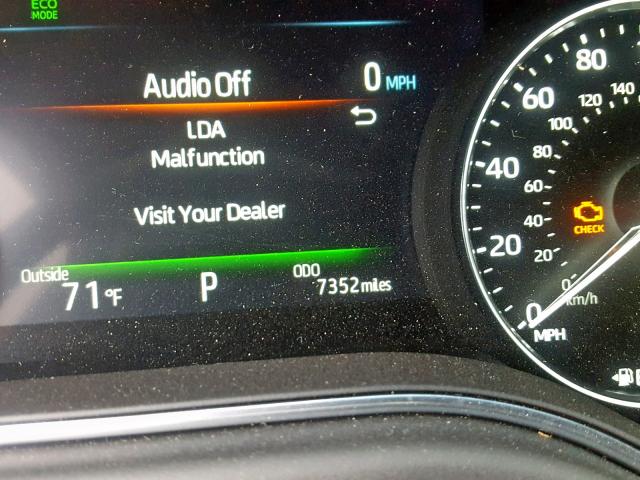 ECO
MODE
Audio Off
0 MPH
LDA
Malfunction
Visit Your Dealer
Outside
71°F
P
ODO
7352 miles
80
60
40
20
0
MPH
140
120
100
80
60
40
20
0
km/h
CHECK